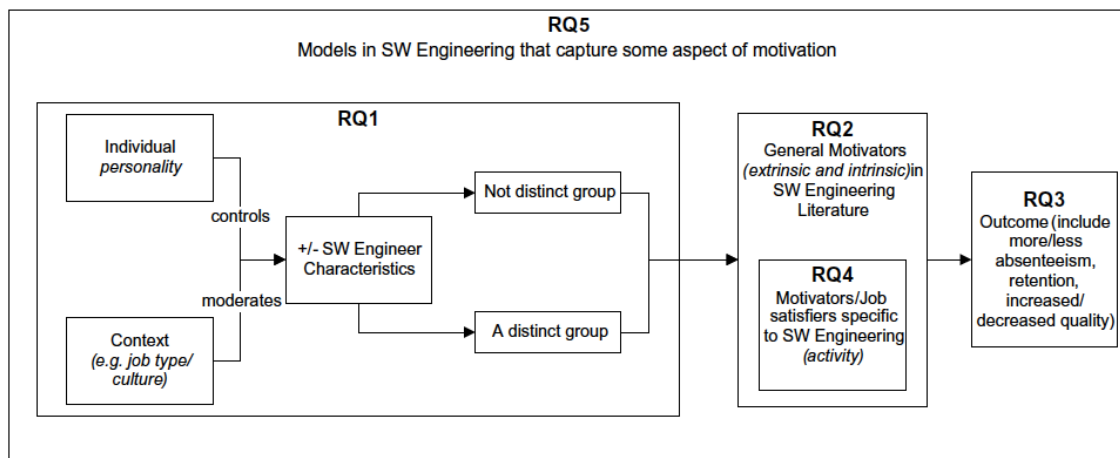 RQ5
Models in SW Engineering that capture some aspect of motivation
RQ1
Individual
personality
controls
moderates
Context
(e.g. job type/
culture)
+/- SW Engineer
Characteristics
Not distinct group
A distinct group
RQ2
General Motivators
(extrinsic and intrinsic)in
SW Engineering
Literature
RQ4
Motivators/Job
satisfiers specific
to SW Engineering
(activity)
RQ3
Outcome (include
more/less
absenteeism,
retention,
increased/
decreased quality)